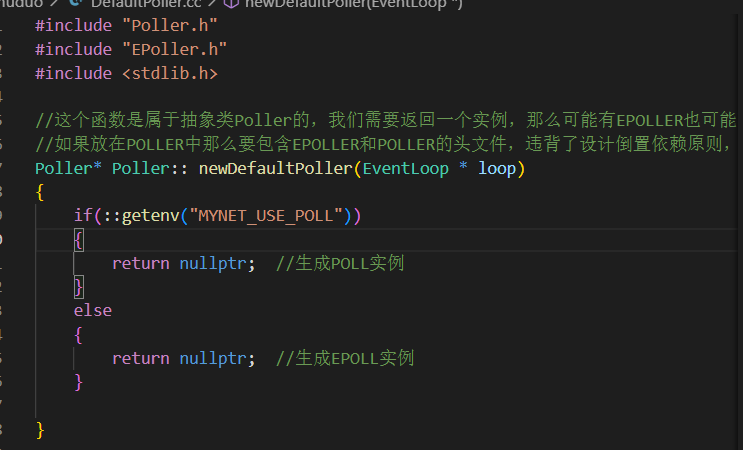 DefaultPoller.cc > newDefaultPoller(EventLoop *)
#include "Poller.h"
#include "EPoller.h"
#include <stdlib.h>
//这个函数是属于抽象类Poller的，我们需要返回一个实例，那么可能有EPOLLER也可能
//如果放在POLLER中那么要包含EPOLLER和POLLER的头文件，违背了设计倒置依赖原则，
Poller* Poller:: newDefaultPoller(EventLoop * loop)
{
if(::getenv("MYNET_USE_POLL"))
{
return nullptr; //生成POLL实例
}
else
{
return nullptr; //生成EPOLL实例
}
}